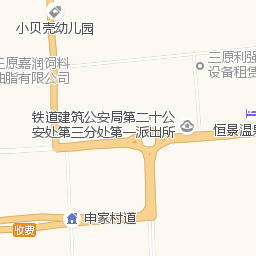 小贝壳幼儿园
三原嘉润饲料
油脂有限公司
三原利强
设备租赁
铁道建筑公安局第二十公
安处第三分处第一派出所
恒景温泉
申家村道
收费